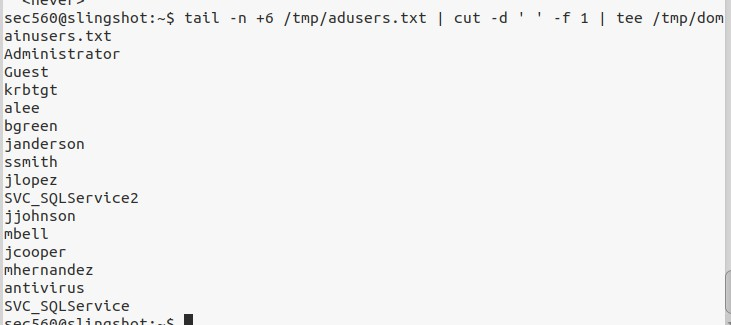 <never>
sec560@slingshot:~$ tail -n +6 /tmp/adusers.txt | cut -d ' ' -f 1 | tee /tmp/dom
ainusers.txt
Administrator
Guest
krbtgt
alee
bgreen
janderson
ssmith
jlopez
SVC_SQLService2
jjohnson
mbell
jcooper
mhernandez
antivirus
SVC_SQLService
sec560@slingshot:~$